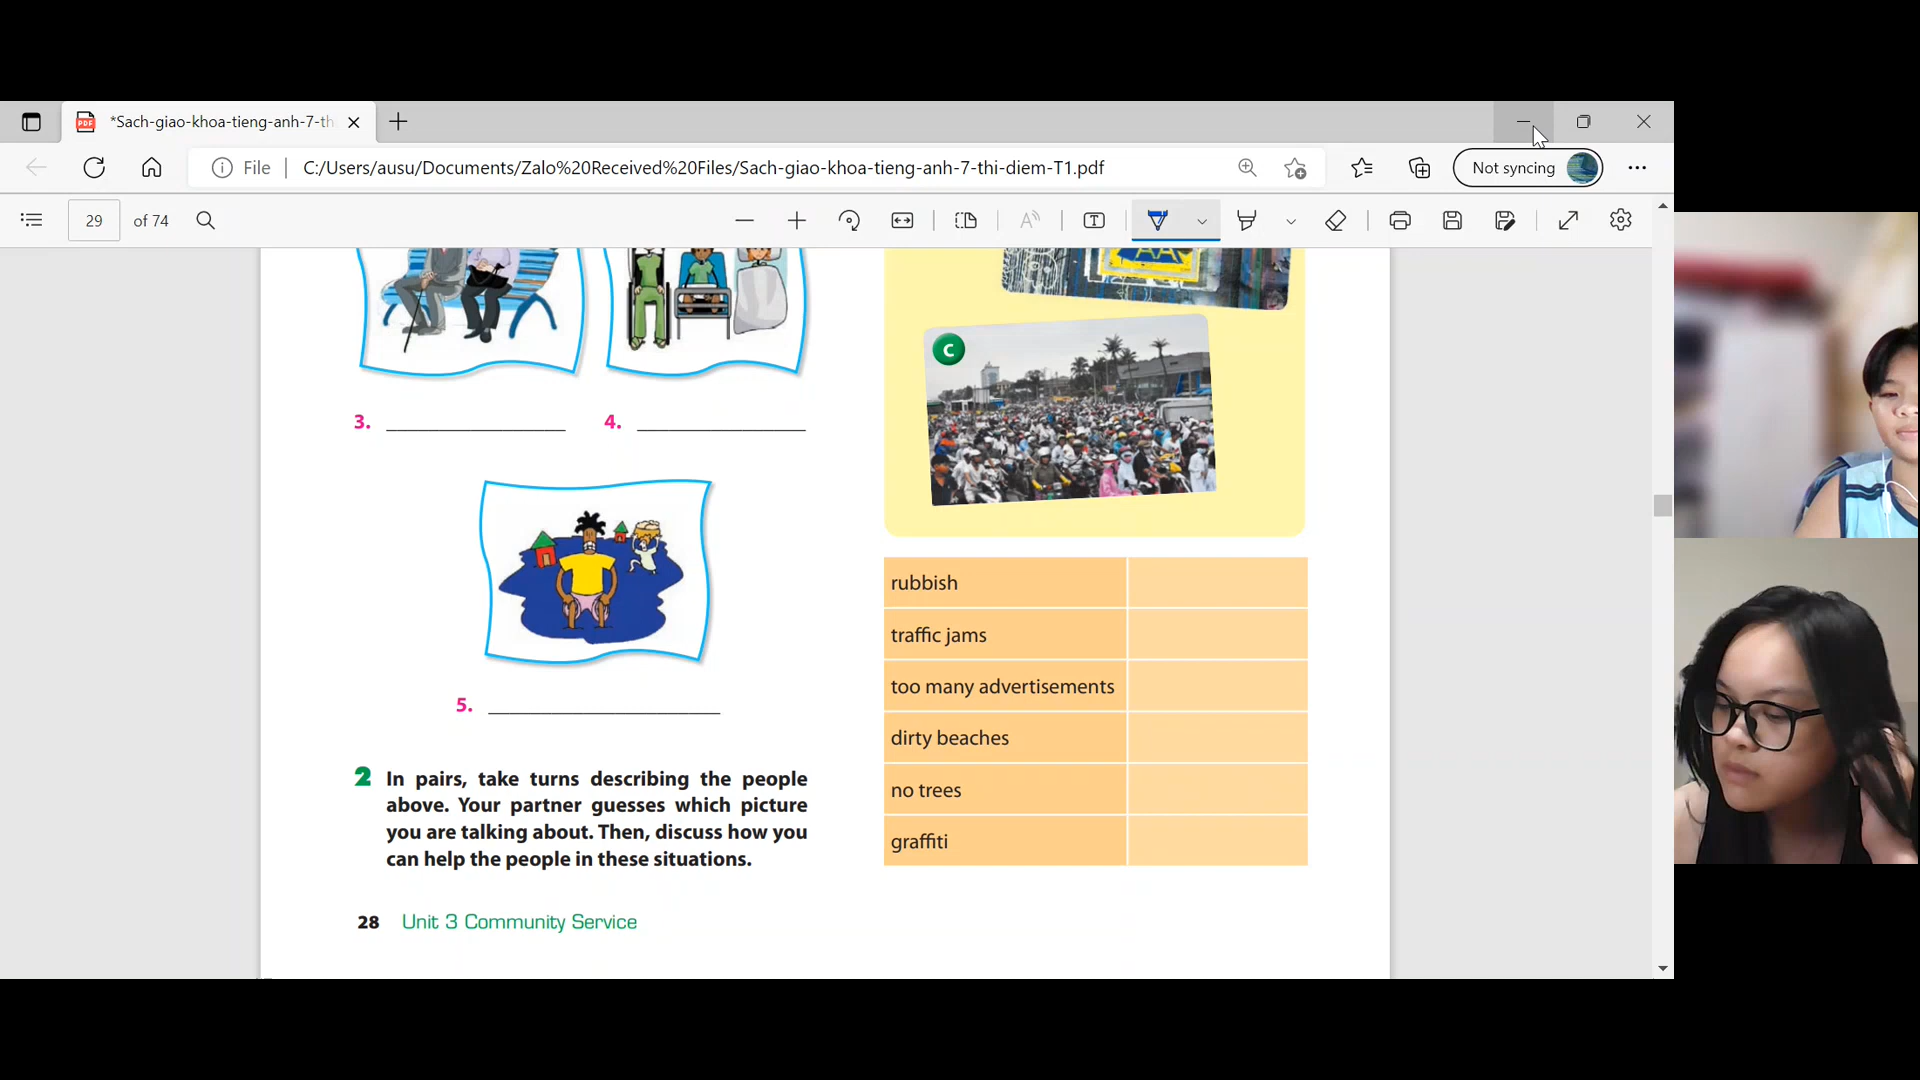 *Sach-giao-khoa-tieng-anh-7-th
File
C:/Users/ausu/Documents/Zalo%20Received%20Files/Sach-giao-khoa-tieng-anh-7-thi-diem-T1.pdf
Not syncing
29 of 74
AA
C
3. ____________
4. ____________
5. ____________
2 In pairs, take turns describing the people
above. Your partner guesses which picture
you are talking about. Then, discuss how you
can help the people in these situations.
28 Unit 3 Community Service
rubbish
traffic jams
too many advertisements
dirty beaches
no trees
graffiti